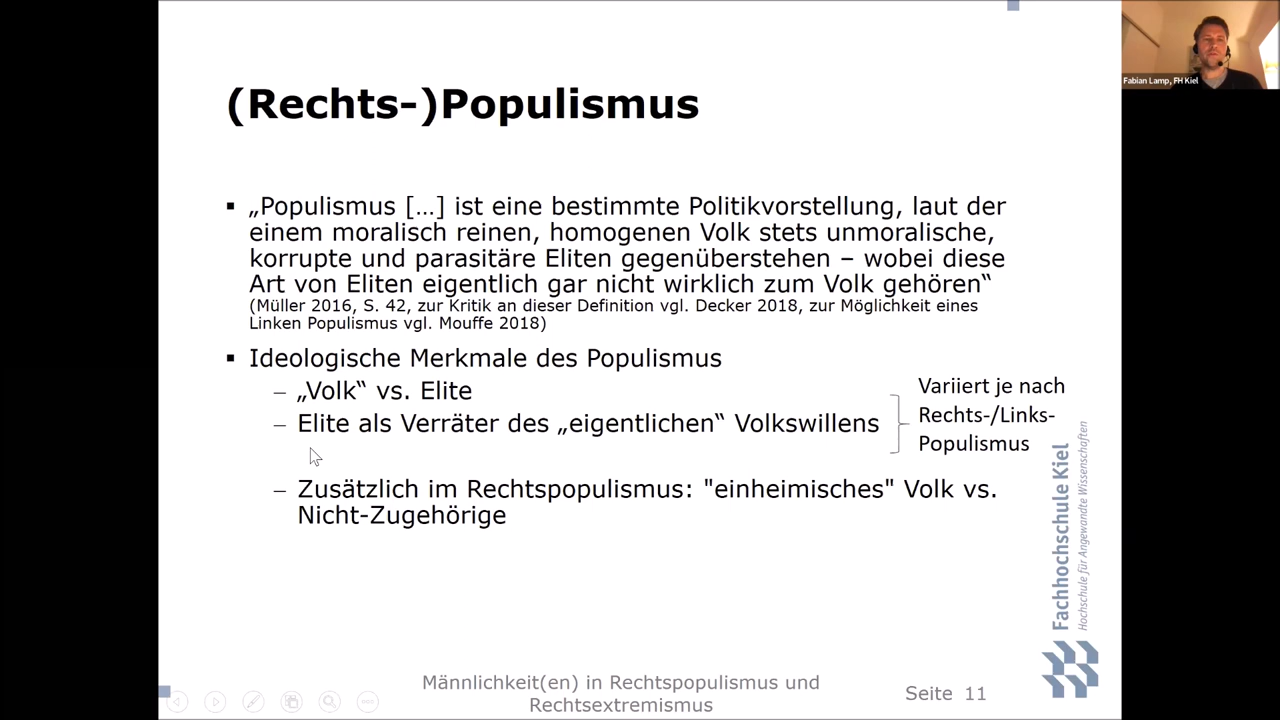 Fabian Lamp, FH Kiel
(Rechts-)Populismus
▪ „Populismus […] ist eine bestimmte Politikvorstellung, laut der
einem moralisch reinen, homogenen Volk stets unmoralische,
korrupte und parasitäre Eliten gegenüberstehen – wobei diese
Art von Eliten eigentlich gar nicht wirklich zum Volk gehören“
(Müller 2016, S. 42, zur Kritik an dieser Definition vgl. Decker 2018, zur Möglichkeit eines
Linken Populismus vgl. Mouffe 2018)
▪ Ideologische Merkmale des Populismus
– „Volk“ vs. Elite
– Elite als Verräter des „eigentlichen“ Volkswillens
Variiert je nach
Rechts-/Links-
Populismus
– Zusätzlich im Rechtspopulismus: "einheimisches" Volk vs.
Nicht-Zugehörige
Fachhochschule Kiel
Hochschule für Angewandte Wissenschaften
Männlichkeit(en) in Rechtspopulismus und
Rechtsextremismus
Seite 11